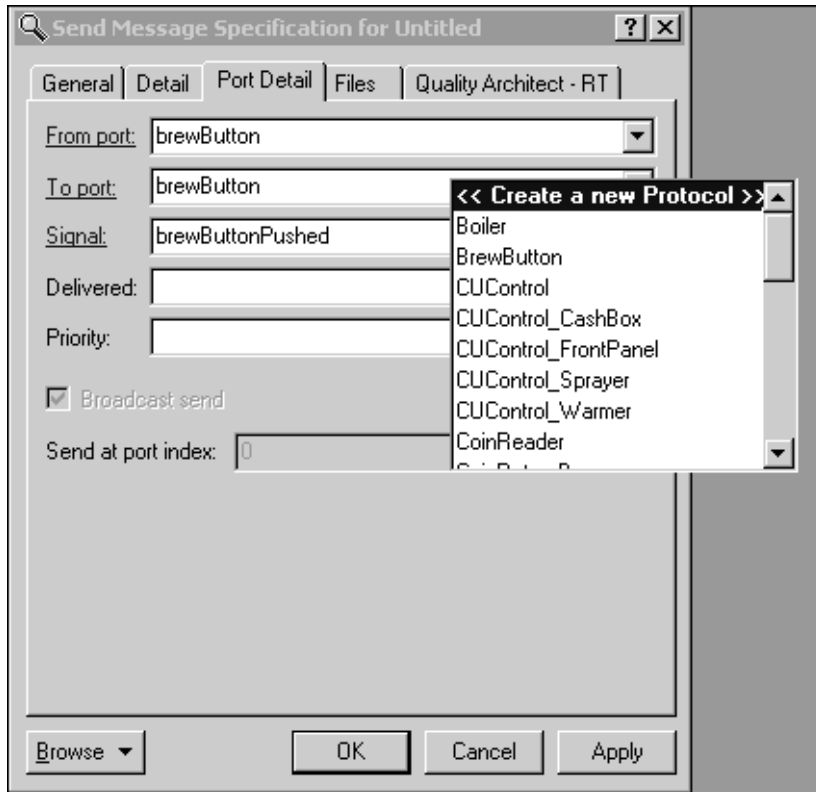 Send Message Specification for Untitled
General Detail Port Detail Files Quality Architect - RT
From port: brewButton
To port: brewButton
<< Create a new Protocol >>
Signal: brewButtonPushed
Boiler
BrewButton
Delivered:
CUControl
CUControl_CashBox
Priority:
CUControl_FrontPanel
CUControl_Sprayer
Broadcast send
CUControl_Warmer
CoinReader
Send at port index: 0
Browse OK Cancel Apply